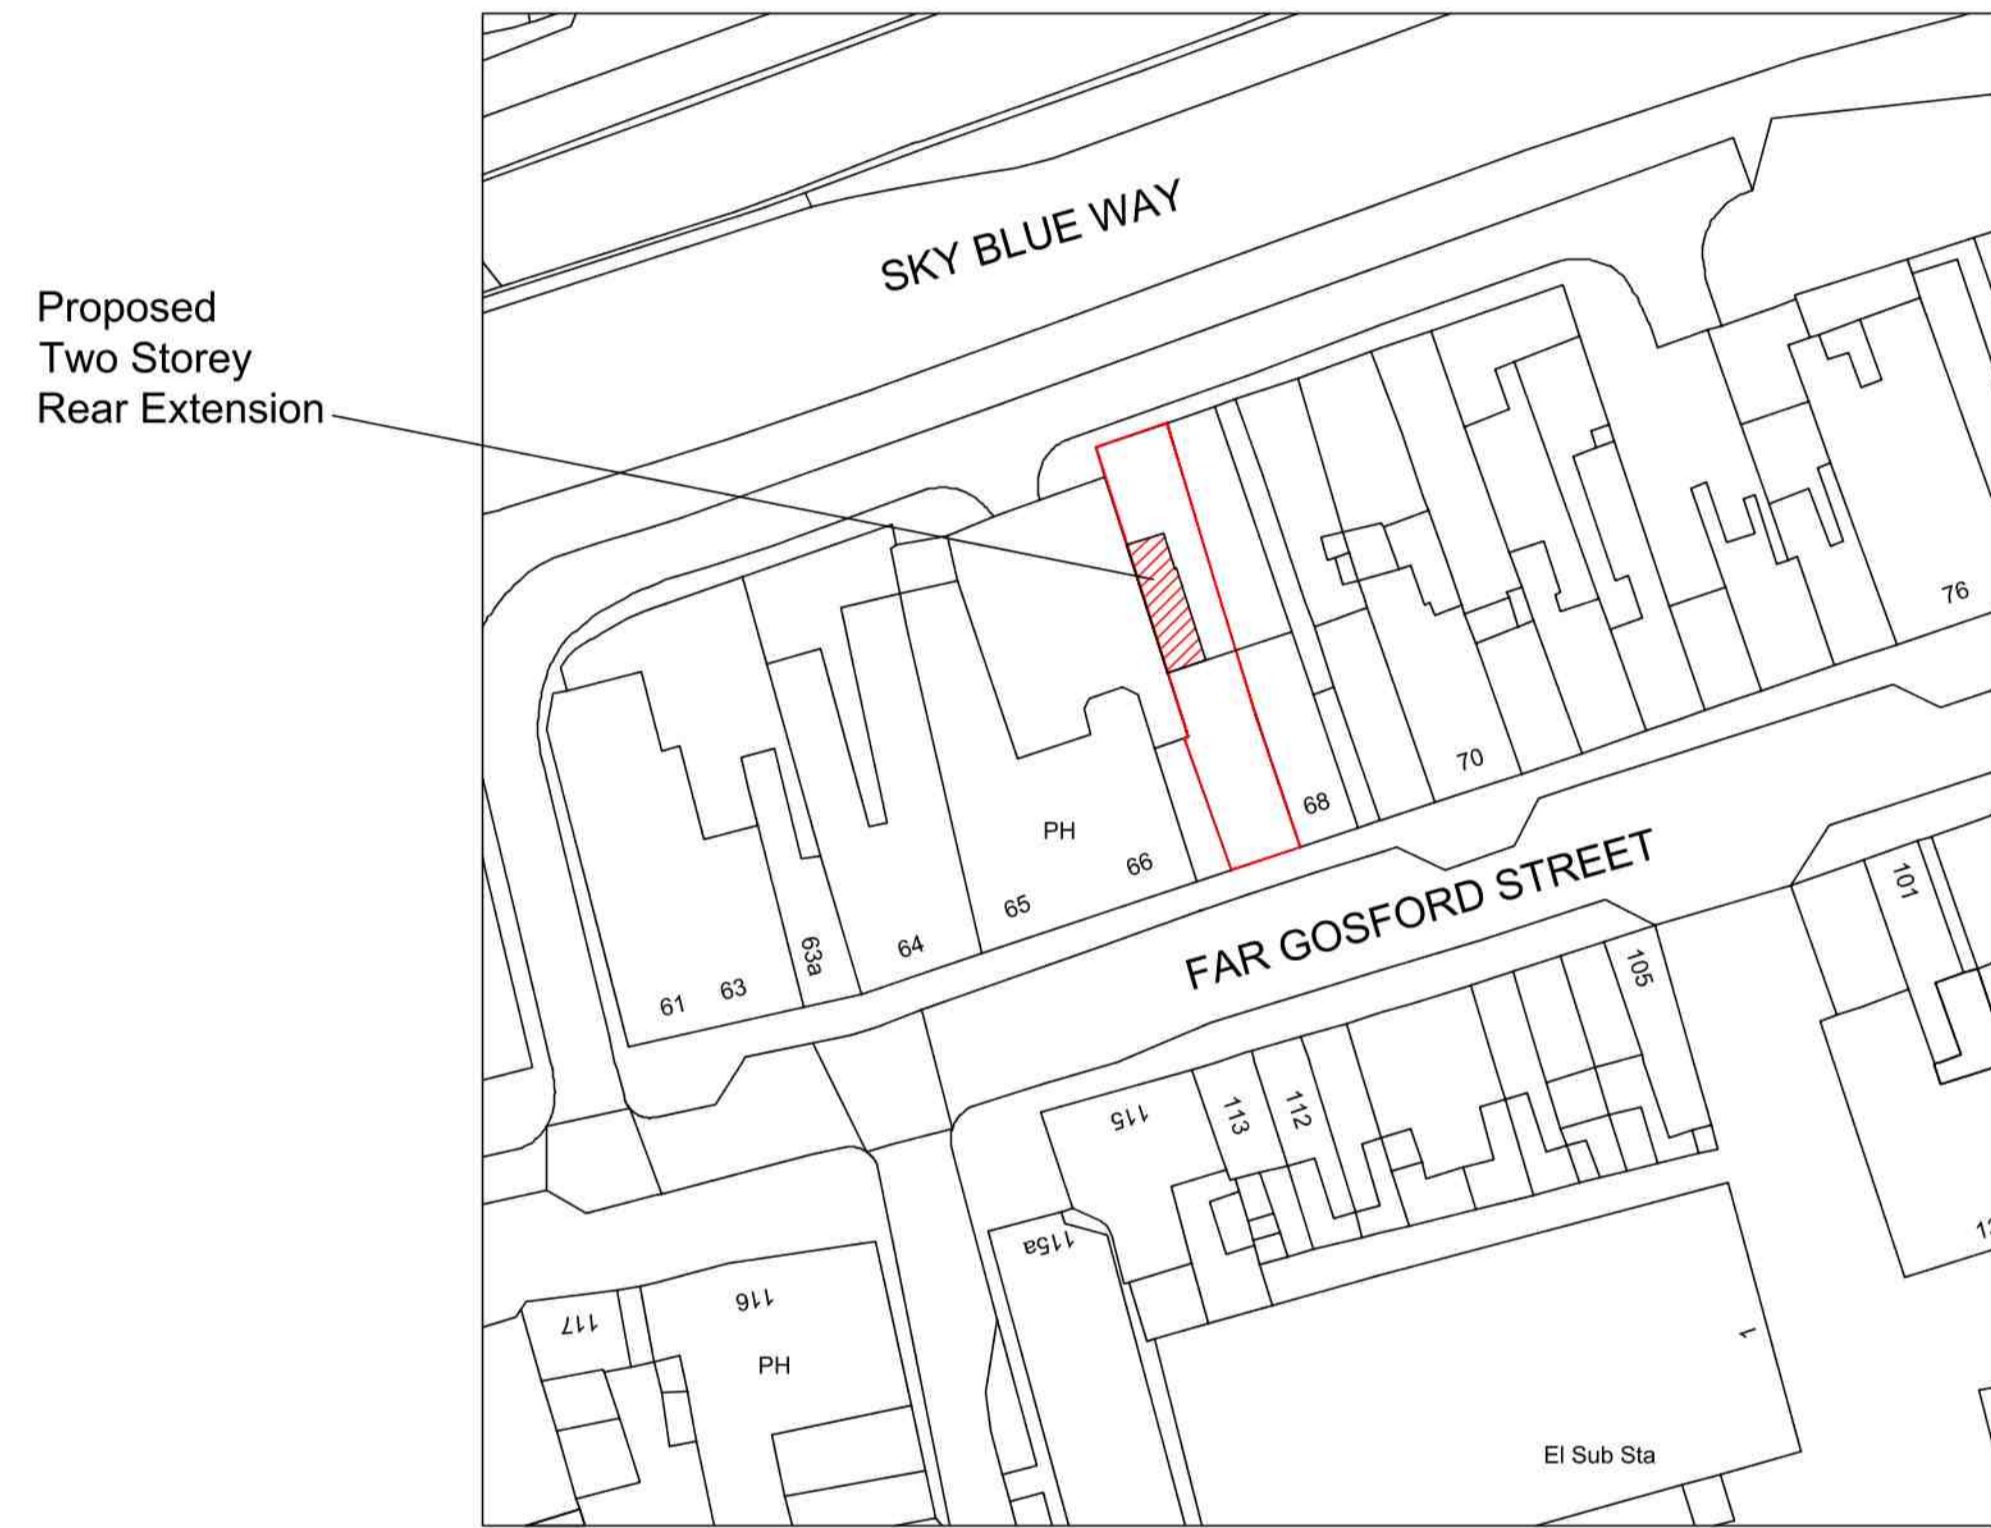 SKY BLUE WAY
Proposed
Two Storey
Rear Extension
76
70
68
PH
66
65
64
63a
63
61
FAR GOSFORD STREET
101
105
112
113
115
115a
116
117
PH
1
El Sub Sta